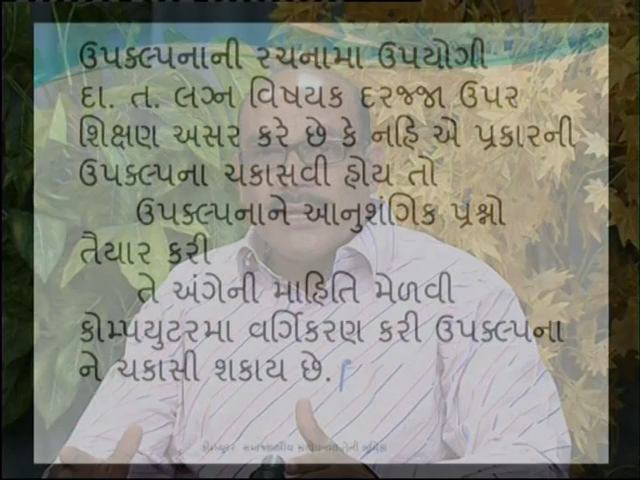 ઉપકલ્પનાની રચનામા ઉપયોગી
દા. ત. લગ્ન વિષયક દરજ્જા ઉપર
શિક્ષણ અસર કરે છે કે નહિ એ પ્રકારની
ઉપકલ્પના ચકાસવી હોય તો
ઉપકલ્પનાને આનુશંગિક પ્રશ્નો
તૈયાર કરી
તે અંગેની માહિતિ મેળવી
કોમ્પયુટરમા વર્ગિકરણ કરી ઉપકલ્પના
ને ચકાસી શકાય છે.